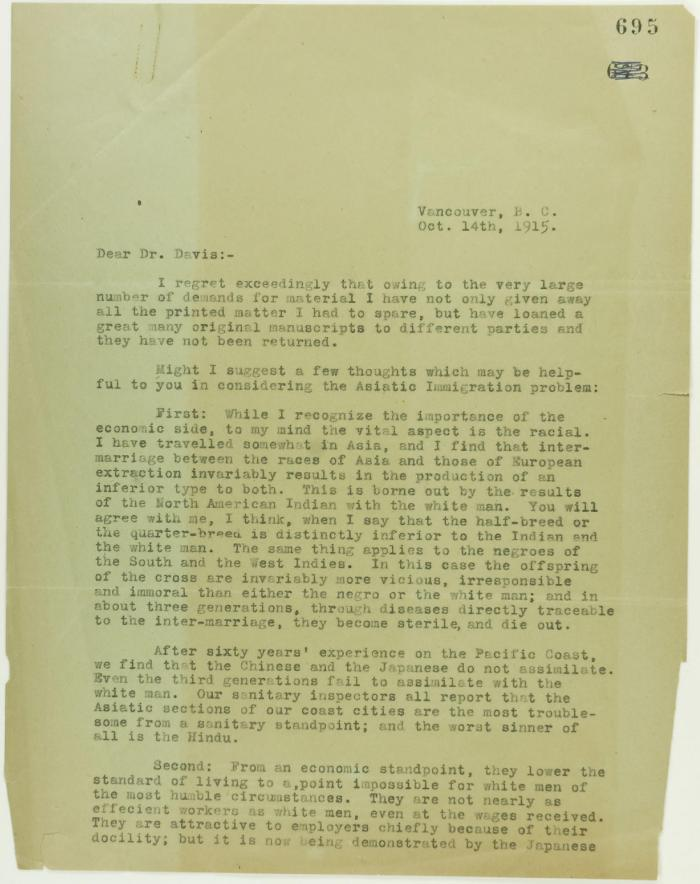 695
Vancouver, B. C.
Oct. 14th, 1915.
Dear Dr. Davis:-
I regret exceedingly that owing to the very large
number of demands for material I have not only given away
all the printed matter I had to spare, but have loaned a
great many original manuscripts to different parties and
they have not been returned.
Might I suggest a few thoughts which may be help-
ful to you in considering the Asiatic Immigration problem:
First: While I recognize the importance of the
economic side, to my mind the vital aspect is the racial.
I have travelled somewhat in Asia, and I find that inter-
marriage between the races of Asia and those of European
extraction invariably results in the production of an
inferior type to both. This is borne out by the results
of the North American Indian with the white man. You will
agree with me, I think, when I say that the half-breed or
the quarter-breed is distinctly inferior to the Indian and
the white man. The same thing applies to the negroes of
the South and the West Indies. In this case the offspring
of the cross are invariably more vicious, irresponsible
and immoral than either the negro or the white man; and in
about three generations, through diseases directly traceable
to the inter-marriage, they become sterile, and die out.
After sixty years' experience on the Pacific Coast,
we find that the Chinese and the Japanese do not assimilate.
Even the third generations fail to assimilate with the
white man. Our sanitary inspectors all report that the
Asiatic sections of our coast cities are the most trouble-
some from a sanitary standpoint; and the worst sinner of
all is the Hindu.
Second: From an economic standpoint, they lower the
standard of living to a point impossible for white men of
the most humble circumstances. They are not nearly as
effecient workers as white men, even at the wages received.
They are attractive to employers chiefly because of their
docility; but it is now being demonstrated by the Japanese